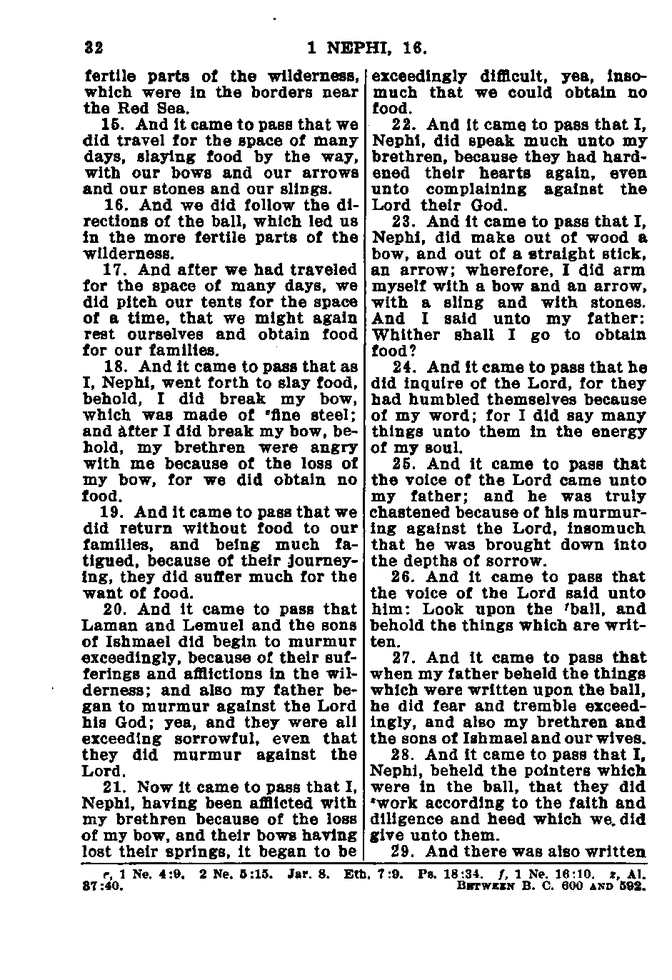 32
1 NEPHI, 16.
fertile parts of the wilderness,
which were in the borders near
the Red Sea.
15. And it came to pass that we
did travel for the space of many
days, slaying food by the way,
with our bows and our arrows
and our stones and our slings.
16. And we did follow the di-
rections of the ball, which led us
in the more fertile parts of the
wilderness.
17. And after we had traveled
for the space of many days, we
did pitch our tents for the space
of a time, that we might again
rest ourselves and obtain food
for our families.
18. And it came to pass that as
I, Nephi, went forth to slay food,
behold, I did break my bow,
which was made of ᵉfine steel;
and after I did break my bow, be-
hold, my brethren were angry
with me because of the loss of
my bow, for we did obtain no
food.
19. And it came to pass that we
did return without food to our
families, and being much fa-
tigued, because of their journey-
ing, they did suffer much for the
want of food.
20. And it came to pass that
Laman and Lemuel and the sons
of Ishmael did begin to murmur
exceedingly, because of their suf-
ferings and afflictions in the wil-
derness; and also my father be-
gan to murmur against the Lord
his God; yea, and they were all
exceeding sorrowful, even that
they did murmur against the
Lord.
21. Now it came to pass that I,
Nephi, having been afflicted with
my brethren because of the loss
of my bow, and their bows having
lost their springs, it began to be
exceedingly difficult, yea, inso-
much that we could obtain no
food.
22. And it came to pass that I,
Nephi, did speak much unto my
brethren, because they had hard-
ened their hearts again, even
unto complaining against the
Lord their God.
23. And it came to pass that I,
Nephi, did make out of wood a
bow, and out of a straight stick,
an arrow; wherefore, I did arm
myself with a bow and an arrow,
with a sling and with stones.
And I said unto my father:
Whither shall I go to obtain
food?
24. And it came to pass that he
did inquire of the Lord, for they
had humbled themselves because
of my word; for I did say many
things unto them in the energy
of my soul.
25. And it came to pass that
the voice of the Lord came unto
my father; and he was truly
chastened because of his murmur-
ing against the Lord, insomuch
that he was brought down into
the depths of sorrow.
26. And it came to pass that
the voice of the Lord said unto
him: Look upon the ᶠball, and
behold the things which are writ-
ten.
27. And it came to pass that
when my father beheld the things
which were written upon the ball,
he did fear and tremble exceed-
ingly, and also my brethren and
the sons of Ishmael and our wives.
28. And it came to pass that I,
Nephi, beheld the pointers which
were in the ball, that they did
work according to the faith and
diligence and heed which we did
give unto them.
29. And there was also written
e, 1 Ne. 4:9. 2 Ne. 5:15. Jar. 8. Eth. 7:9. Ps. 18:34. f, 1 Ne. 16:10. z, Al.
37:40.
BETWEEN B. C. 600 AND 592.